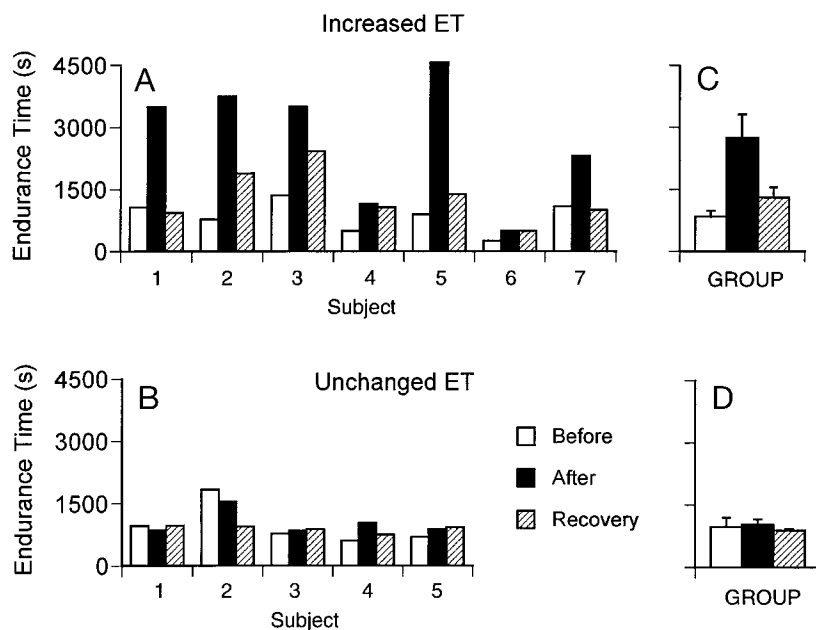 Increased ET
A
C
Endurance Time (s)
4500
3000
1500
0
1 2 3 4 5 6 7
Subject
GROUP
Unchanged ET
B
D
Endurance Time (s)
4500
3000
1500
0
1 2 3 4 5
Subject
Before
After
Recovery
GROUP